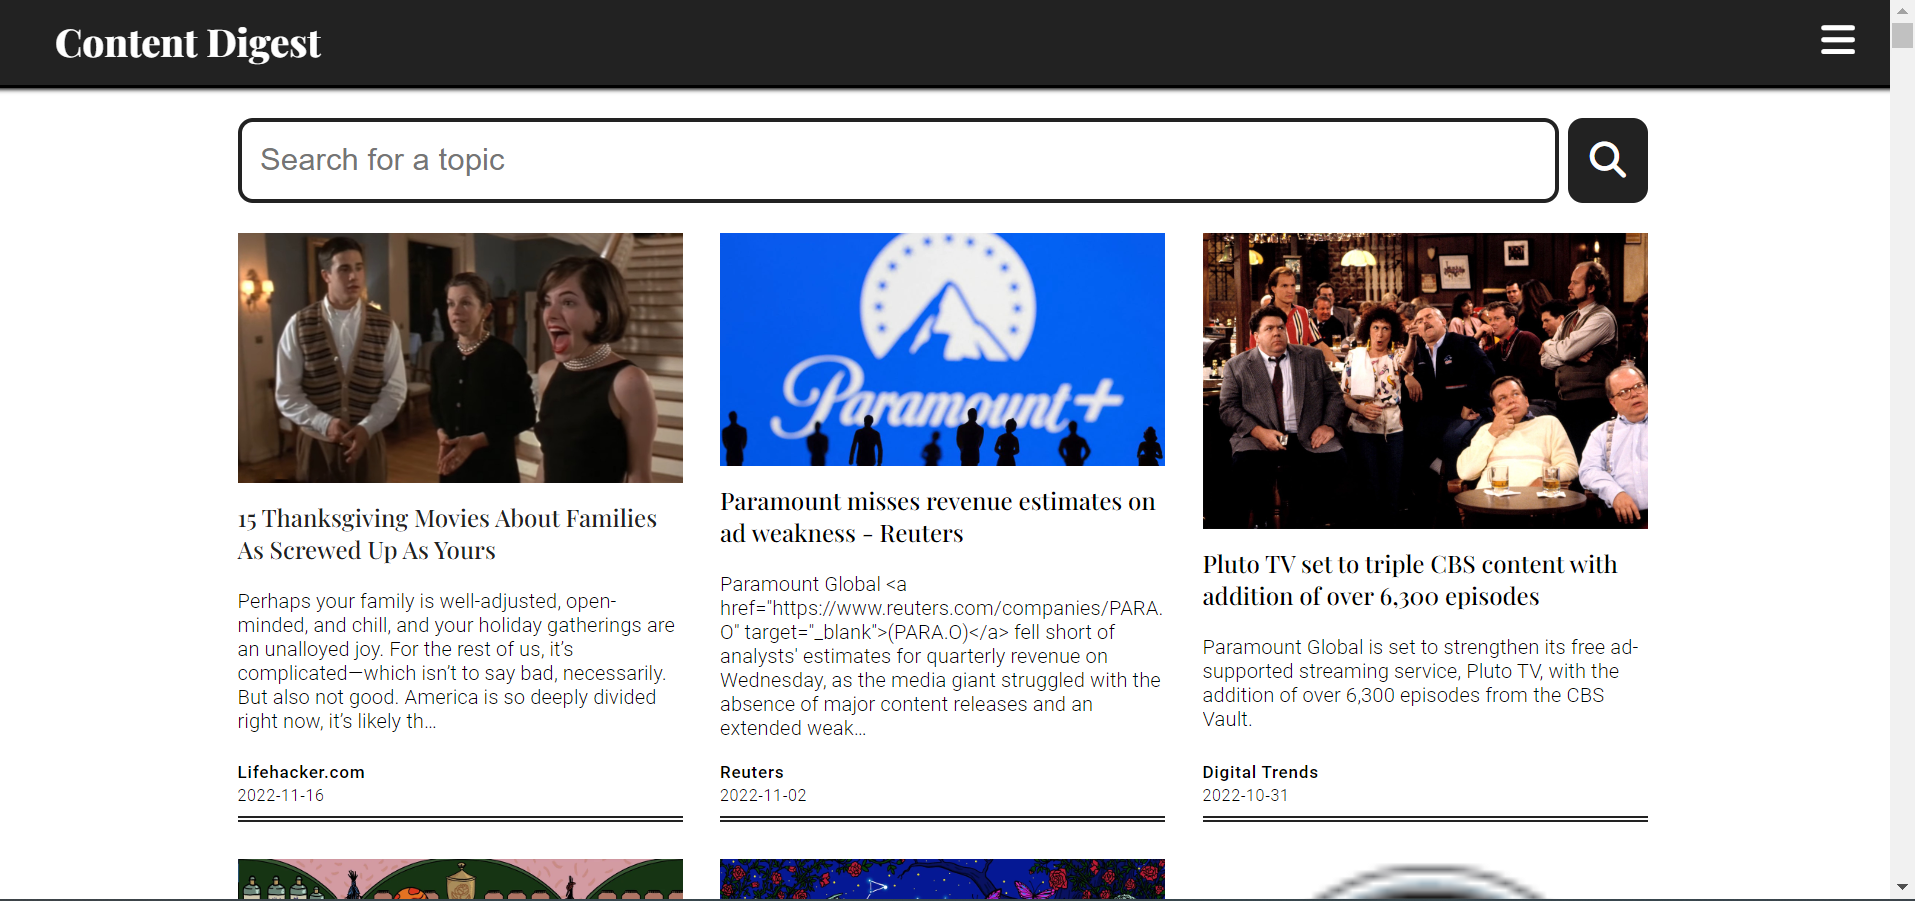 Content Digest
Search for a topic
15 Thanksgiving Movies About Families
As Screwed Up As Yours
Perhaps your family is well-adjusted, open-
minded, and chill, and your holiday gatherings are
an unalloyed joy. For the rest of us, it’s
complicated—which isn’t to say bad, necessarily.
But also not good. America is so deeply divided
right now, it’s likely th…
Lifehacker.com
2022-11-16
Paramount+
Paramount misses revenue estimates on
ad weakness - Reuters
Paramount Global <a
href="https://www.reuters.com/companies/PARA.
O" target="_blank">(PARA.O)</a> fell short of
analysts' estimates for quarterly revenue on
Wednesday, as the media giant struggled with the
absence of major content releases and an
extended weak…
Reuters
2022-11-02
Pluto TV set to triple CBS content with
addition of over 6,300 episodes
Paramount Global is set to strengthen its free ad-
supported streaming service, Pluto TV, with the
addition of over 6,300 episodes from the CBS
Vault.
Digital Trends
2022-10-31